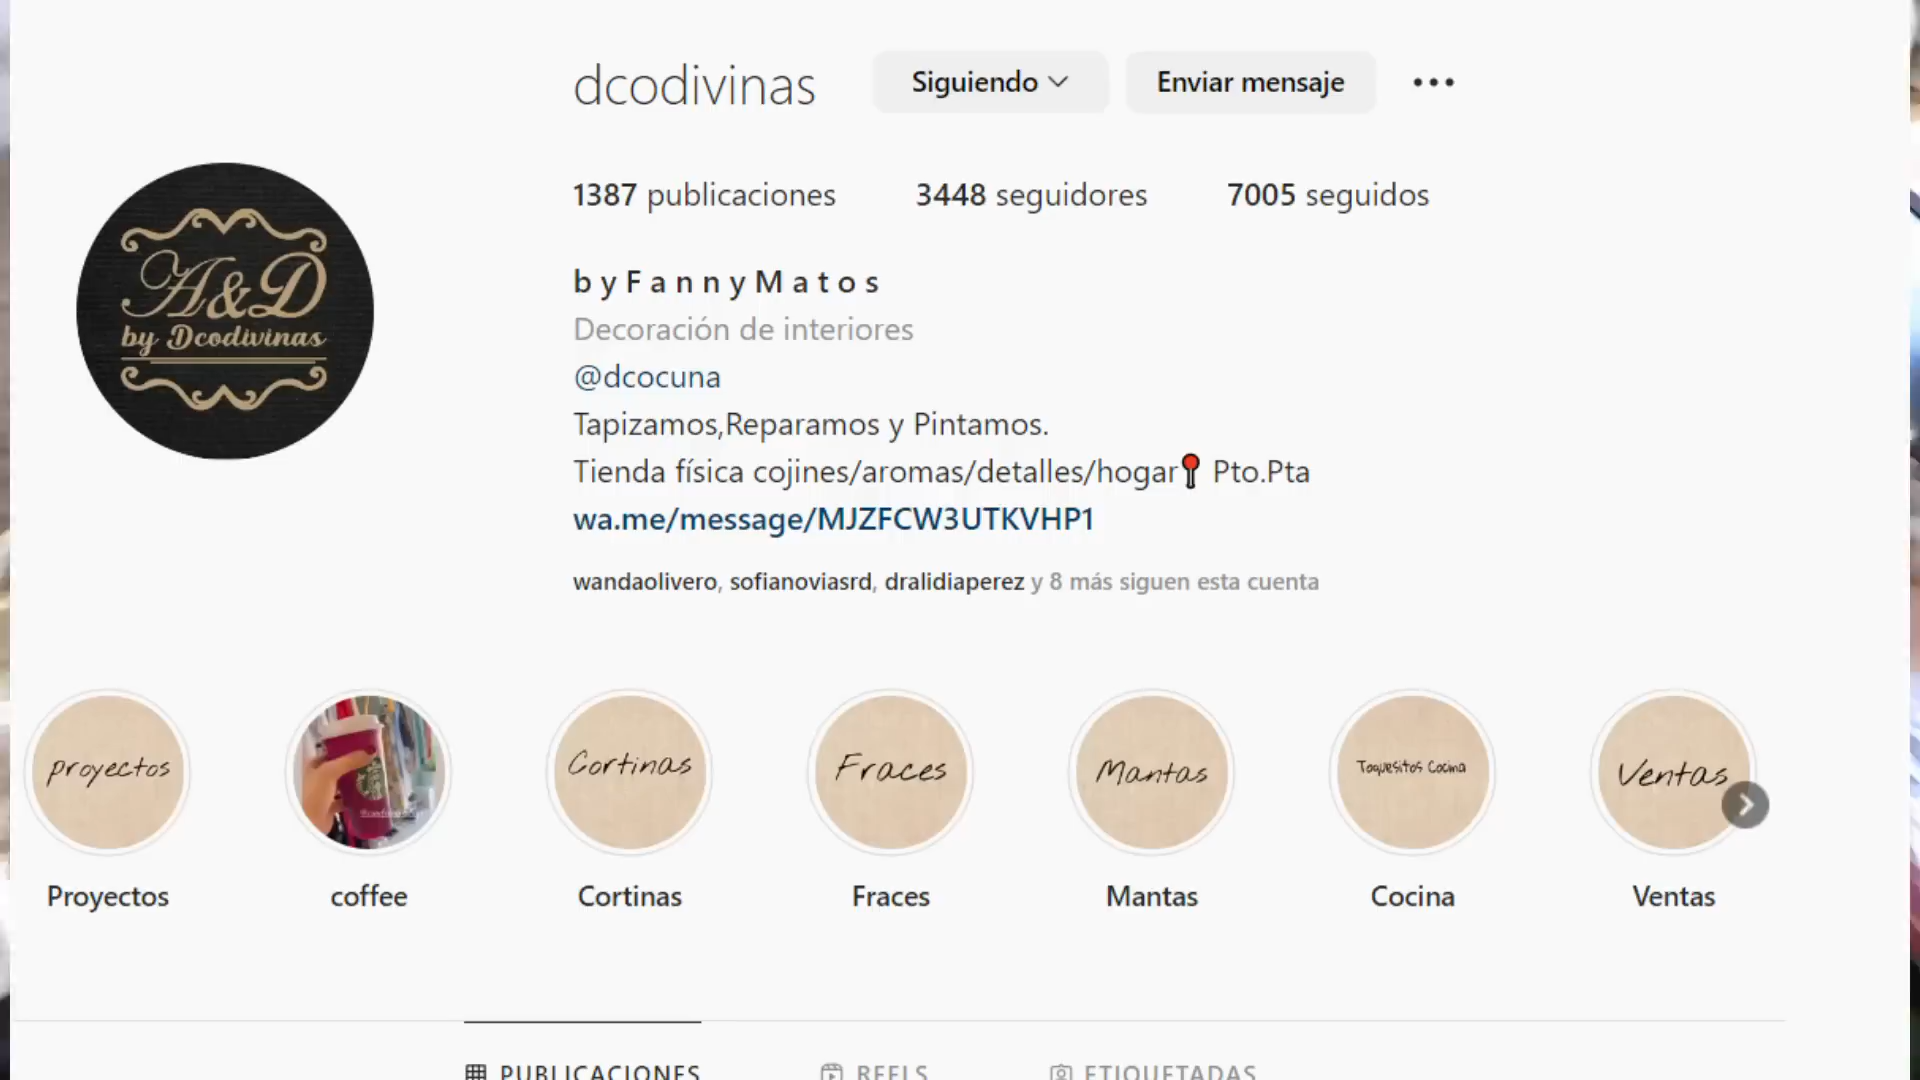 dcodivinas Siguiendo Enviar mensaje
1387 publicaciones 3448 seguidores 7005 seguidos
A&D
by Dcodivinas
byFannyMatos
Decoración de interiores
@dcocuna
Tapizamos,Reparamos y Pintamos.
Tienda física cojines/aromas/detalles/hogar📍 Pto.Pta
wa.me/message/MJZFCW3UTKVHP1
wandaolivero, sofianoviasrd, dralidiaperez y 8 más siguen esta cuenta
proyectos
Cortinas
Fraces
Mantas
Toquesitos Cocina
Ventas
Proyectos coffee Cortinas Fraces Mantas Cocina Ventas
PUBLICACIONES REELS ETIQUETADAS